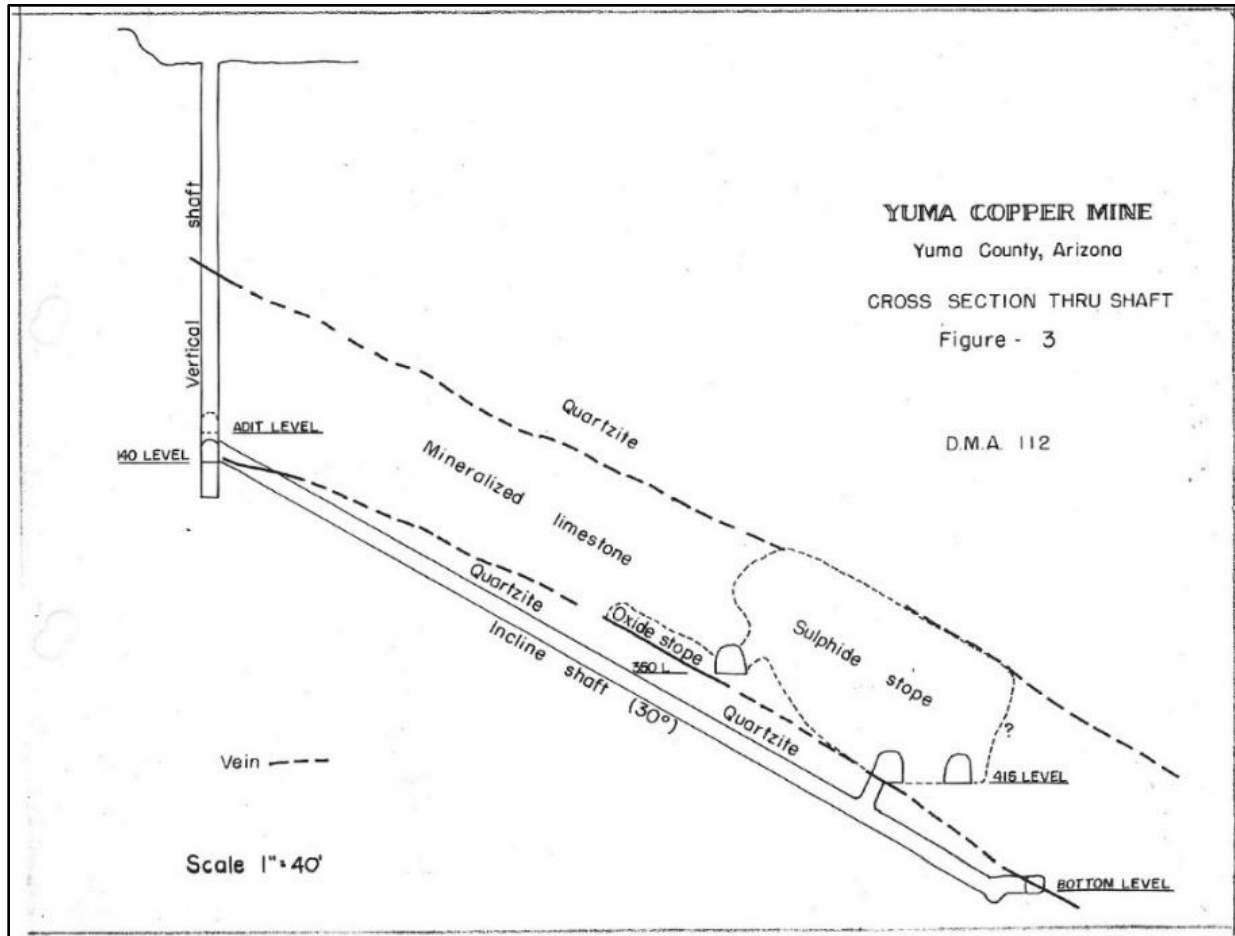 shaft
Vertical
ADIT LEVEL
140 LEVEL
YUMA COPPER MINE
Yuma County, Arizona
CROSS SECTION THRU SHAFT
Figure - 3
D.M.A. 112
Quartzite
Mineralized limestone
Quartzite
Incline shaft (30°)
Oxide stope
350 L
Sulphide stope
?
Quartzite
415 LEVEL
BOTTOM LEVEL
Vein
Scale 1"=40'